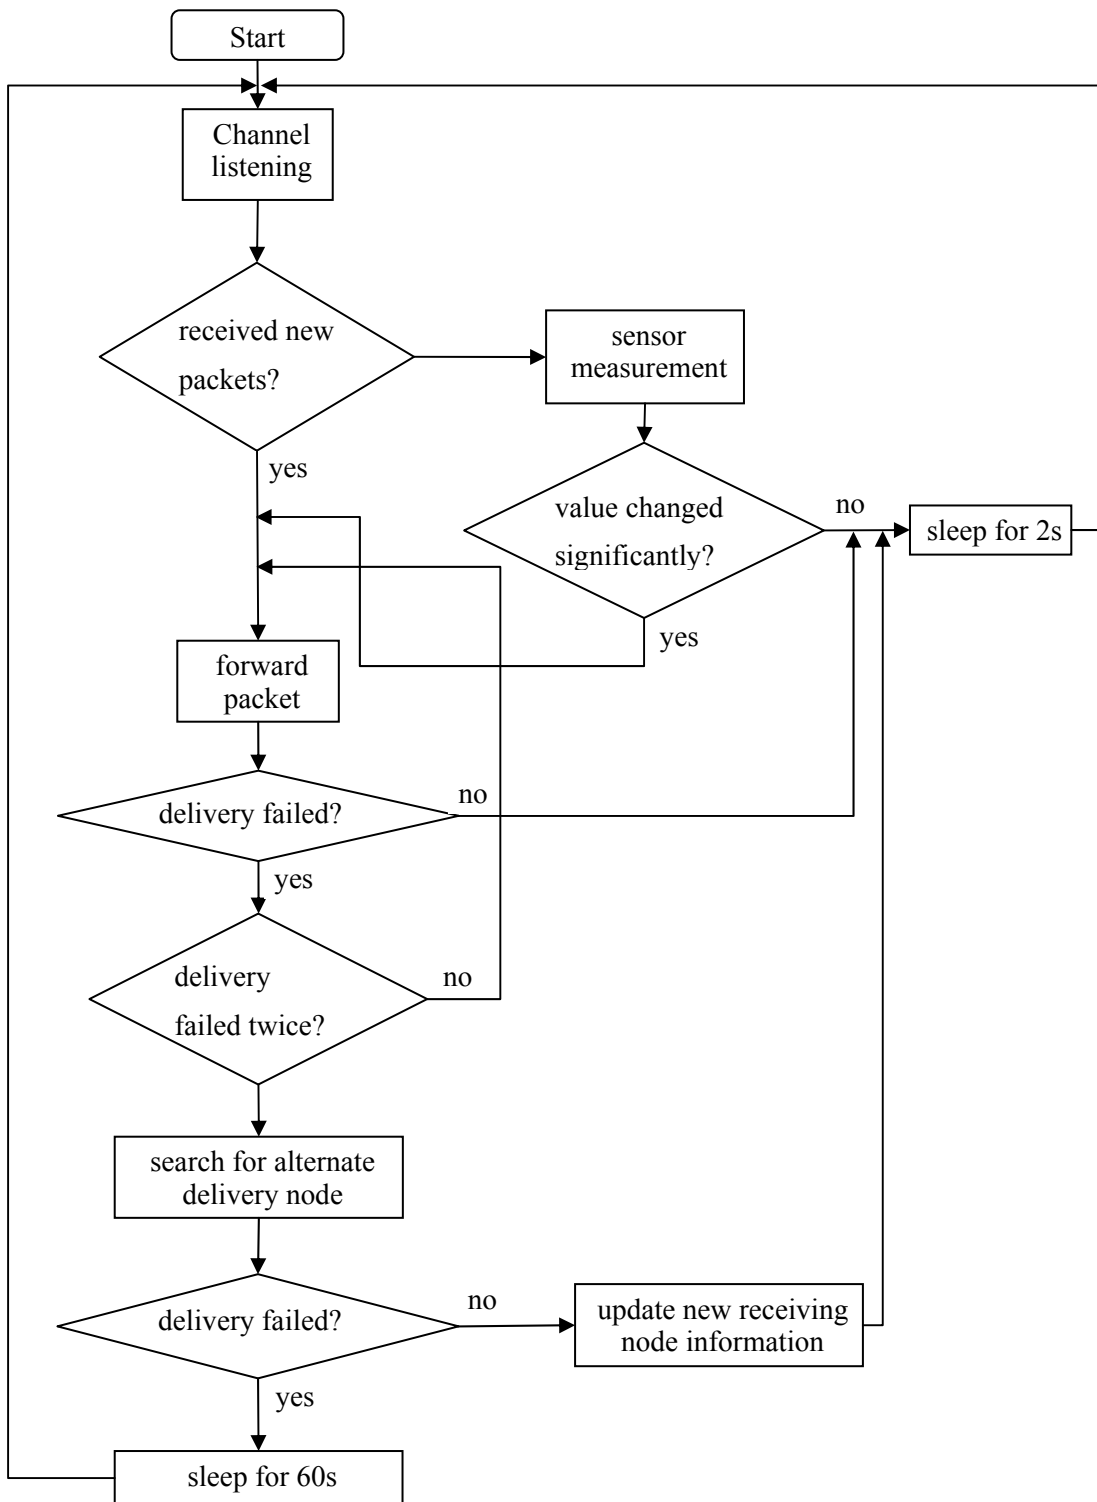 Start
Channel
listening
received new
packets?
yes
sensor
measurement
value changed
significantly?
no
sleep for 2s
yes
forward
packet
delivery failed?
no
yes
delivery
failed twice?
no
search for alternate
delivery node
delivery failed?
no
update new receiving
node information
yes
sleep for 60s